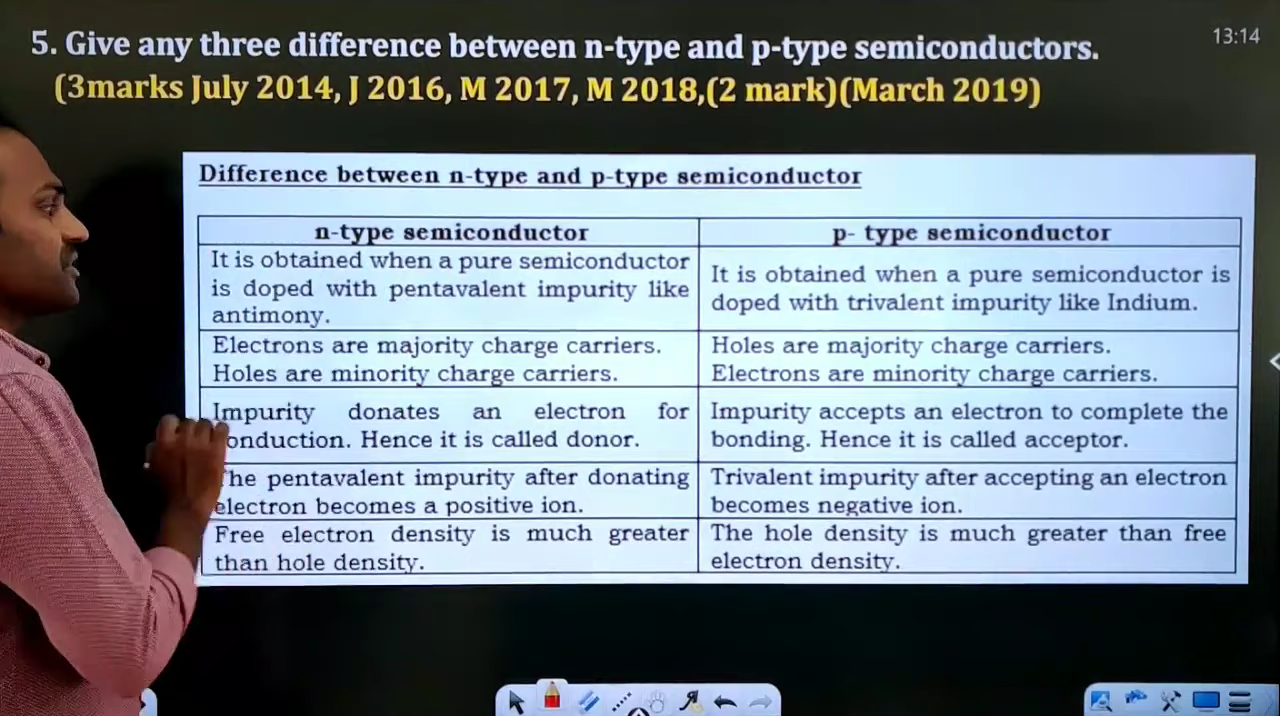 5. Give any three difference between n-type and p-type semiconductors.
13:14
(3marks July 2014, J 2016, M 2017, M 2018,(2 mark)(March 2019)
Difference between n-type and p-type semiconductor
n-type semiconductor
p- type semiconductor
It is obtained when a pure semiconductor
is doped with pentavalent impurity like
antimony.
It is obtained when a pure semiconductor is
doped with trivalent impurity like Indium.
Electrons are majority charge carriers.
Holes are minority charge carriers.
Holes are majority charge carriers.
Electrons are minority charge carriers.
Impurity donates an electron for
onduction. Hence it is called donor.
Impurity accepts an electron to complete the
bonding. Hence it is called acceptor.
he pentavalent impurity after donating
electron becomes a positive ion.
Trivalent impurity after accepting an electron
becomes negative ion.
Free electron density is much greater
than hole density.
The hole density is much greater than free
electron density.